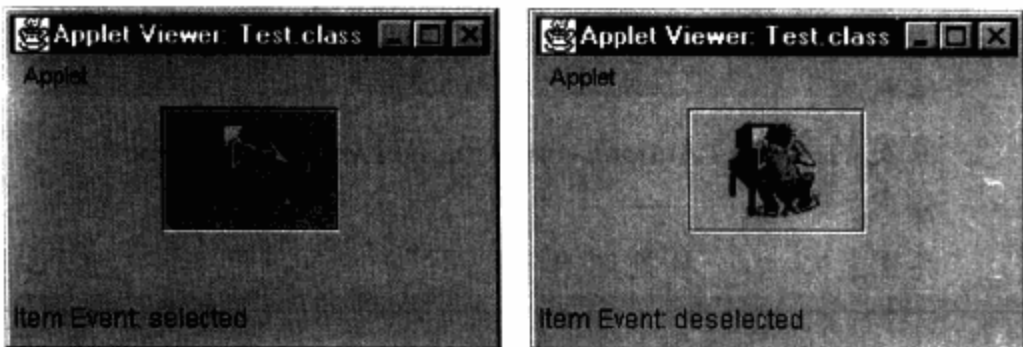 Applet Viewer: Test.class
Applet
Item Event: selected
Applet Viewer: Test.class
Applet
Item Event: deselected